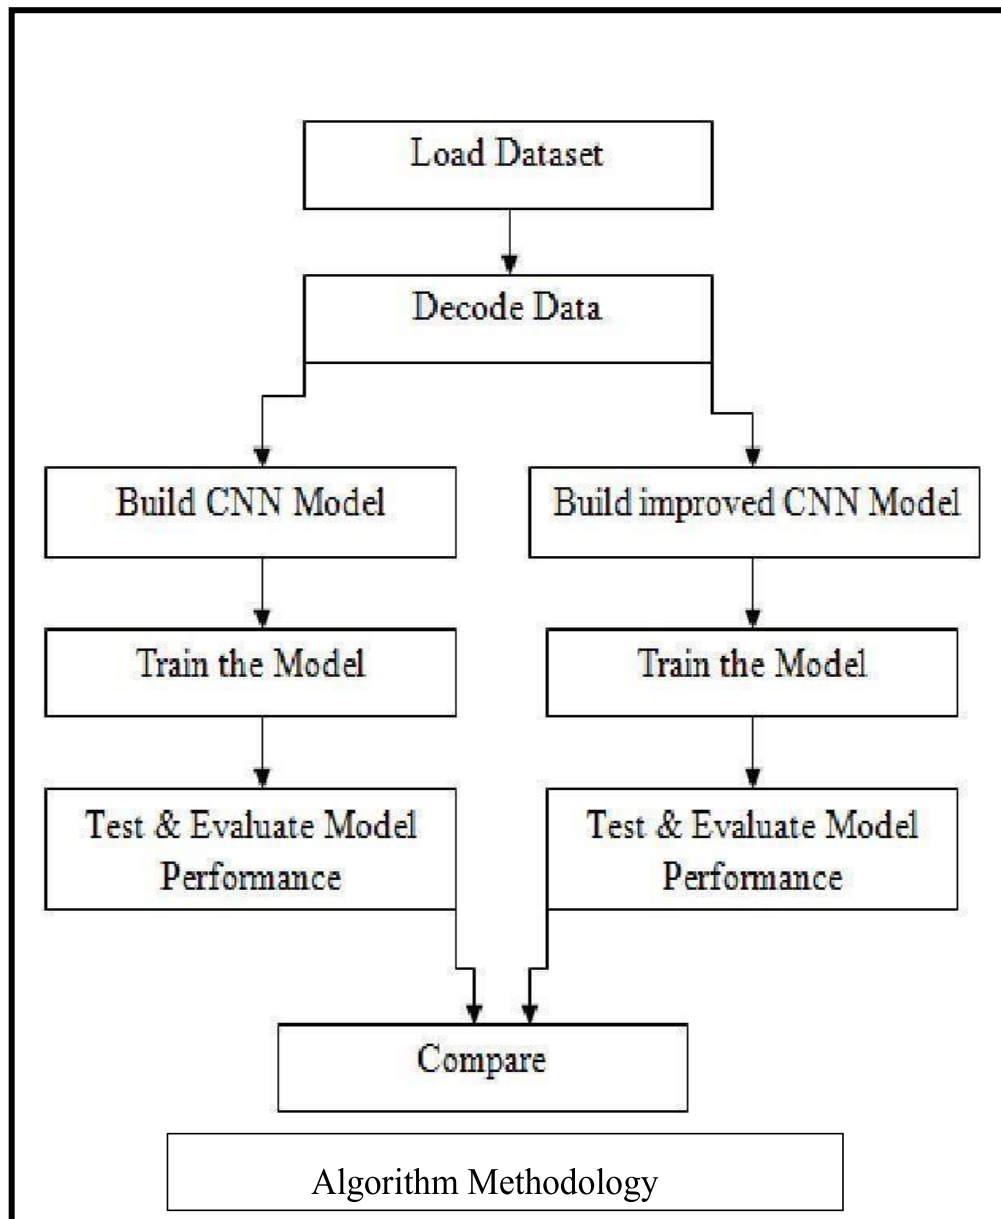 Load Dataset
Decode Data
Build CNN Model
Build improved CNN Model
Train the Model
Train the Model
Test & Evaluate Model
Performance
Test & Evaluate Model
Performance
Compare
Algorithm Methodology